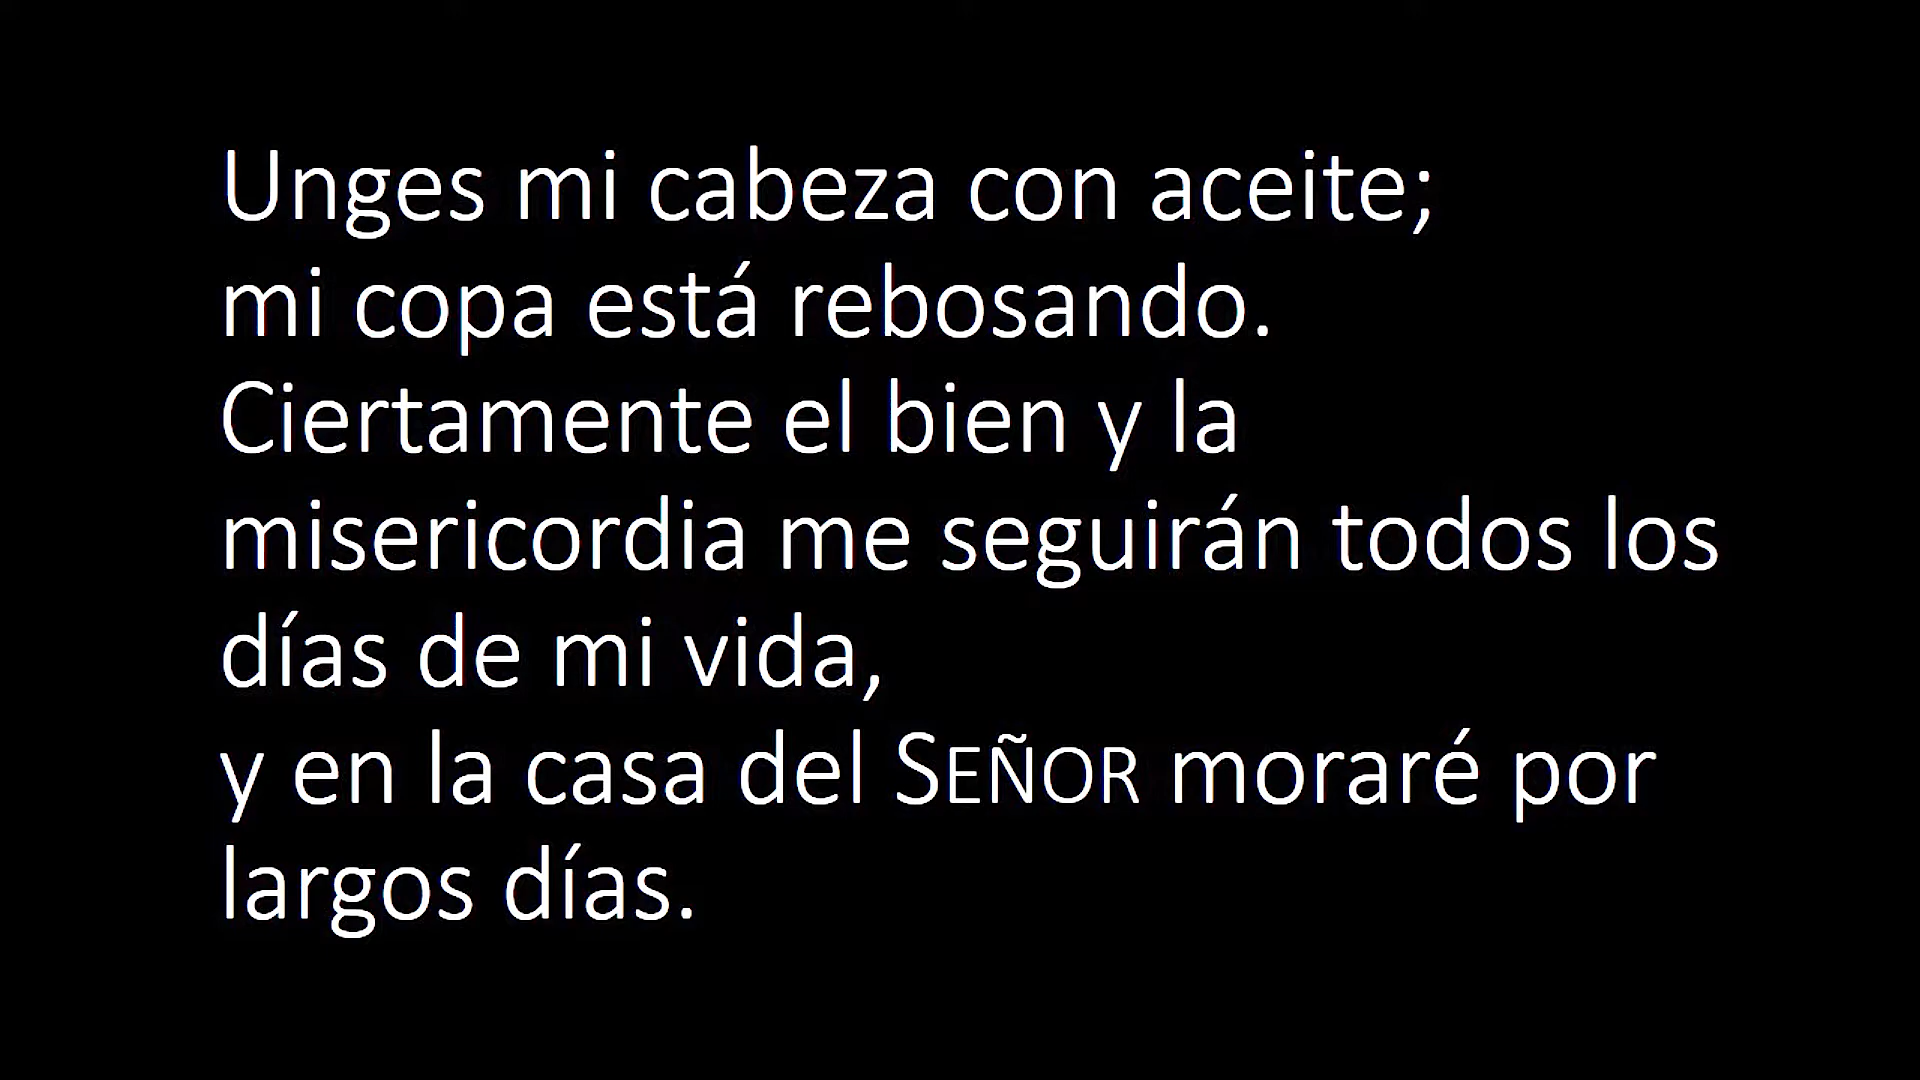 Unges mi cabeza con aceite;
mi copa está rebosando.
Ciertamente el bien y la
misericordia me seguirán todos los
días de mi vida,
y en la casa del SEÑOR moraré por
largos días.